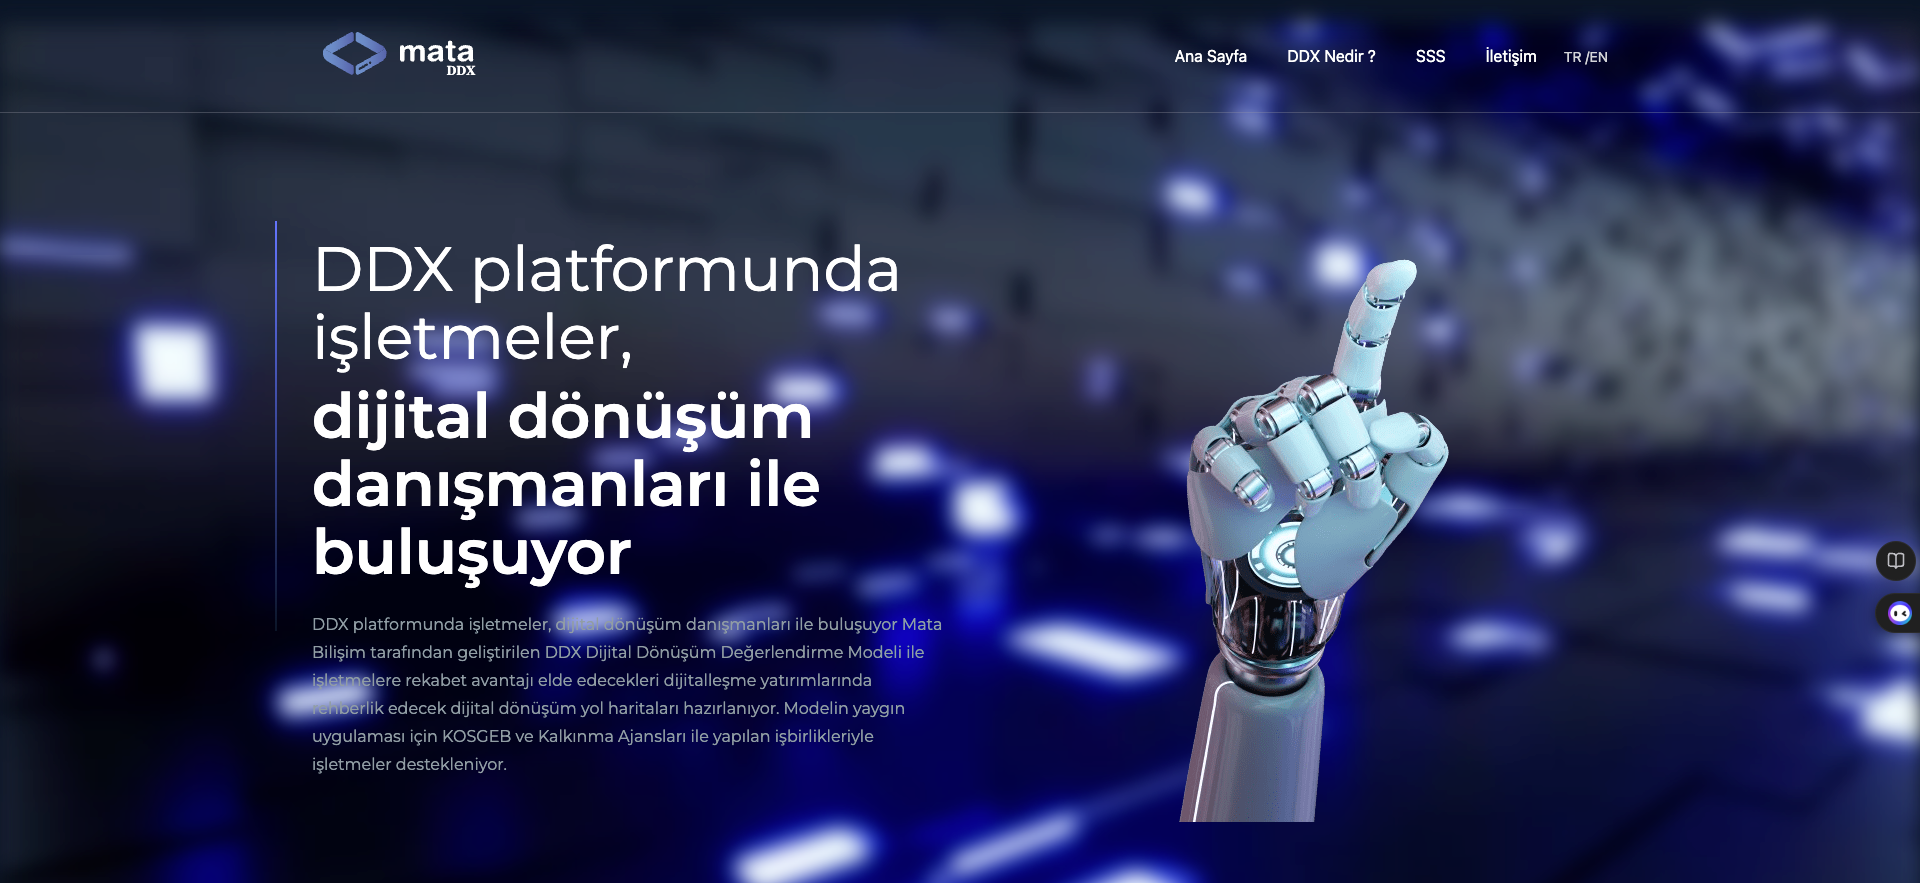 mata
DDX
Ana Sayfa
DDX Nedir ?
SSS
İletişim
TR /EN
DDX platformunda
işletmeler,
dijital dönüşüm
danışmanları ile
buluşuyor
DDX platformunda işletmeler, dijital dönüşüm danışmanları ile buluşuyor Mata
Bilişim tarafından geliştirilen DDX Dijital Dönüşüm Değerlendirme Modeli ile
işletmelere rekabet avantajı elde edecekleri dijitalleşme yatırımlarında
rehberlik edecek dijital dönüşüm yol haritaları hazırlanıyor. Modelin yaygın
uygulaması için KOSGEB ve Kalkınma Ajansları ile yapılan işbirlikleriyle
işletmeler destekleniyor.